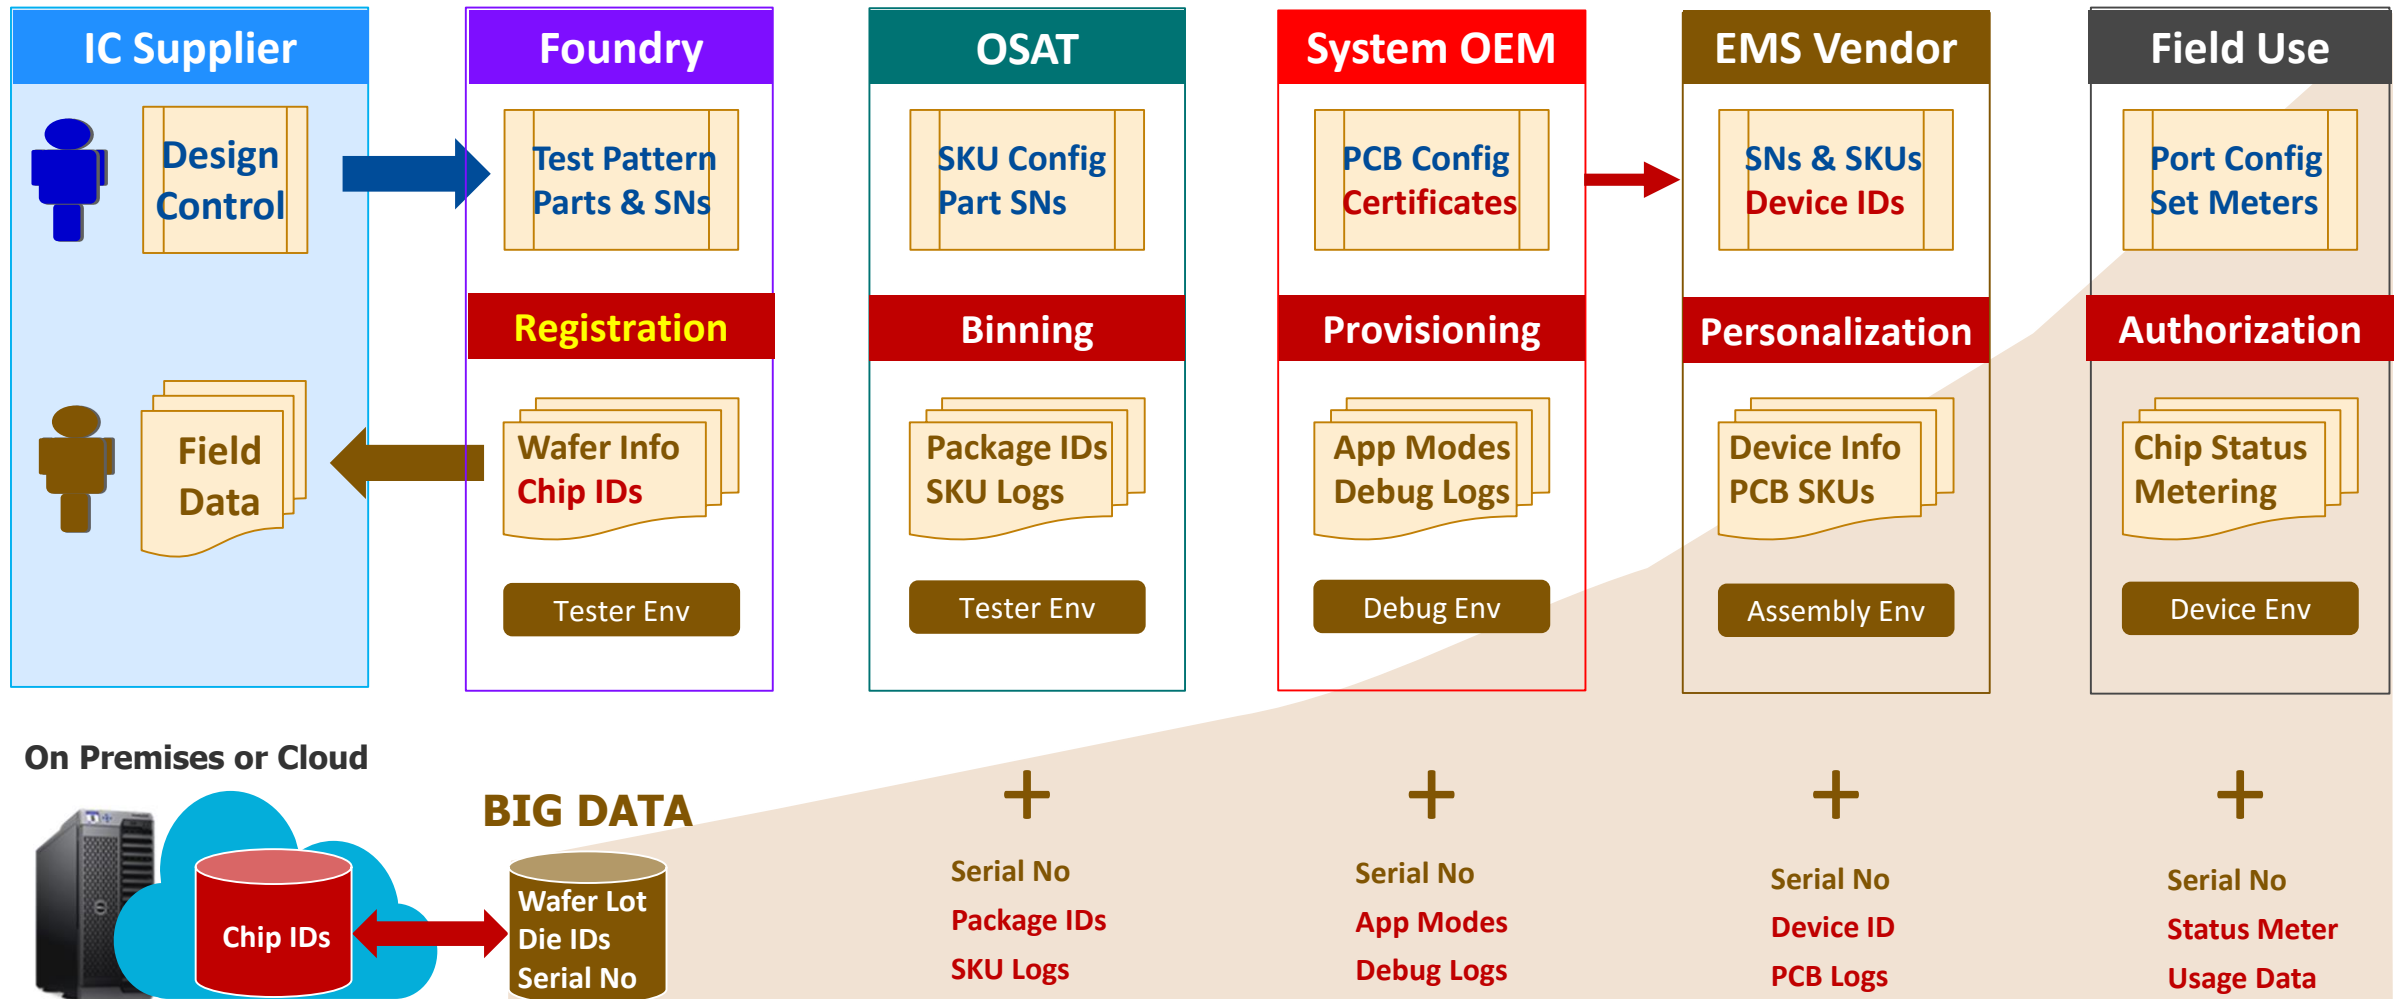 IC Supplier
Design
Control
Field
Data
Foundry
Test Pattern
Parts & SNs
Registration
Wafer Info
Chip IDs
Tester Env
OSAT
SKU Config
Part SNs
Binning
Package IDs
SKU Logs
Tester Env
System OEM
PCB Config
Certificates
Provisioning
App Modes
Debug Logs
Debug Env
EMS Vendor
SNs & SKUs
Device IDs
Personalization
Device Info
PCB SKUs
Assembly Env
Field Use
Port Config
Set Meters
Authorization
Chip Status
Metering
Device Env
On Premises or Cloud
Chip IDs
BIG DATA
Wafer Lot
Die IDs
Serial No
+
Serial No
Package IDs
SKU Logs
+
Serial No
App Modes
Debug Logs
+
Serial No
Device ID
PCB Logs
+
Serial No
Status Meter
Usage Data